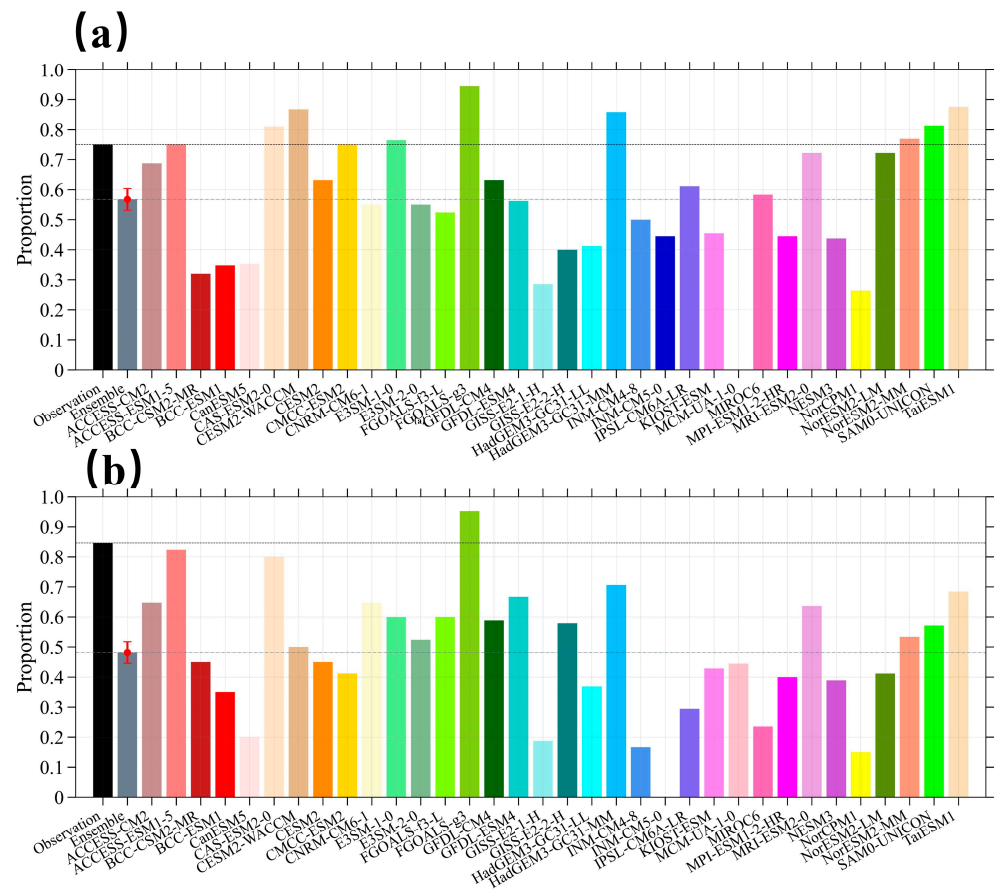 (a)
1.0
0.9
0.8
0.7
0.6
0.5
0.4
0.3
0.2
0.1
0
Proportion
Observation
Ensemble
ACCESS-CM2
ACCESS-ESM1-5
BCC-CSM2-MR
BCC-ESM1
CanESM5
CAS-ESM2-0
CESM2-WACCM
CESM2
CMCC-ESM2
CNRM-CM6-1
E3SM-1-0
E3SM-2-0
FGOALS-f3-L
FGOALS-g3
GFDL-CM4
GFDL-ESM4
GISS-E2-1-H
GISS-E2-2-H
HadGEM3-GC31-LL
HadGEM3-GC31-MM
INM-CM4-8
INM-CM5-0
IPSL-CM6A-LR
KIOST-ESM
MCM-UA-1-0
MIROC6
MPI-ESM1-2-HR
MRI-ESM2-0
NESM3
NorCPM1
NorESM2-LM
NorESM2-MM
SAM0-UNICON
TaiESM1
(b)
1.0
0.9
0.8
0.7
0.6
0.5
0.4
0.3
0.2
0.1
0
Proportion
Observation
Ensemble
ACCESS-CM2
ACCESS-ESM1-5
BCC-CSM2-MR
BCC-ESM1
CanESM5
CAS-ESM2-0
CESM2-WACCM
CESM2
CMCC-ESM2
CNRM-CM6-1
E3SM-1-0
E3SM-2-0
FGOALS-f3-L
FGOALS-g3
GFDL-CM4
GFDL-ESM4
GISS-E2-1-H
GISS-E2-2-H
HadGEM3-GC31-LL
HadGEM3-GC31-MM
INM-CM4-8
INM-CM5-0
IPSL-CM6A-LR
KIOST-ESM
MCM-UA-1-0
MIROC6
MPI-ESM1-2-HR
MRI-ESM2-0
NESM3
NorCPM1
NorESM2-LM
NorESM2-MM
SAM0-UNICON
TaiESM1